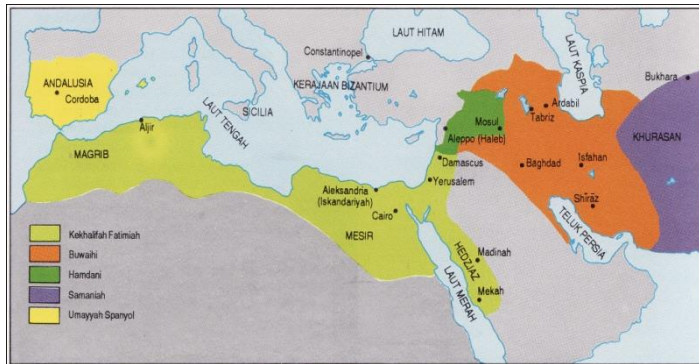 LAUT HITAM
Constantinopel
KERAJAAN BIZANTIUM
LAUT KASPIA
Bukhara
ANDALUSIA
Cordoba
SICILIA
LAUT TENGAH
Aljir
MAGRIB
Ardabil
Tabriz
Mosul
Aleppo (Haleb)
KHURASAN
Damascus
Baghdad
Isfahan
Yerusalem
Aleksandria
(Iskandariyah)
Cairo
MESIR
Shiraz
TELUK PERSIA
HEDZJAZ
Madinah
Mekah
LAUT MERAH
Kekhalifah Fatimiah
Buwaihi
Hamdani
Samaniah
Umayyah Spanyol